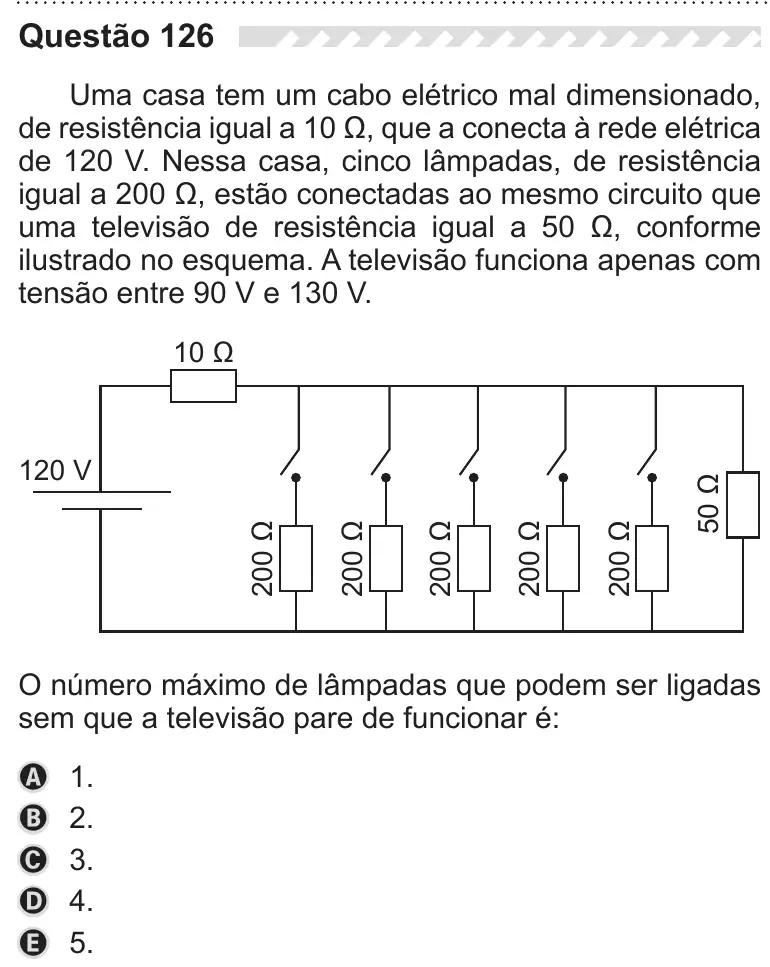 Questão 126
Uma casa tem um cabo elétrico mal dimensionado,
de resistência igual a 10 Ω, que a conecta à rede elétrica
de 120 V. Nessa casa, cinco lâmpadas, de resistência
igual a 200 Ω, estão conectadas ao mesmo circuito que
uma televisão de resistência igual a 50 Ω, conforme
ilustrado no esquema. A televisão funciona apenas com
tensão entre 90 V e 130 V.
10 Ω
120 V
200 Ω
200 Ω
200 Ω
200 Ω
200 Ω
50 Ω
O número máximo de lâmpadas que podem ser ligadas
sem que a televisão pare de funcionar é:
A 1.
B 2.
C 3.
D 4.
E 5.